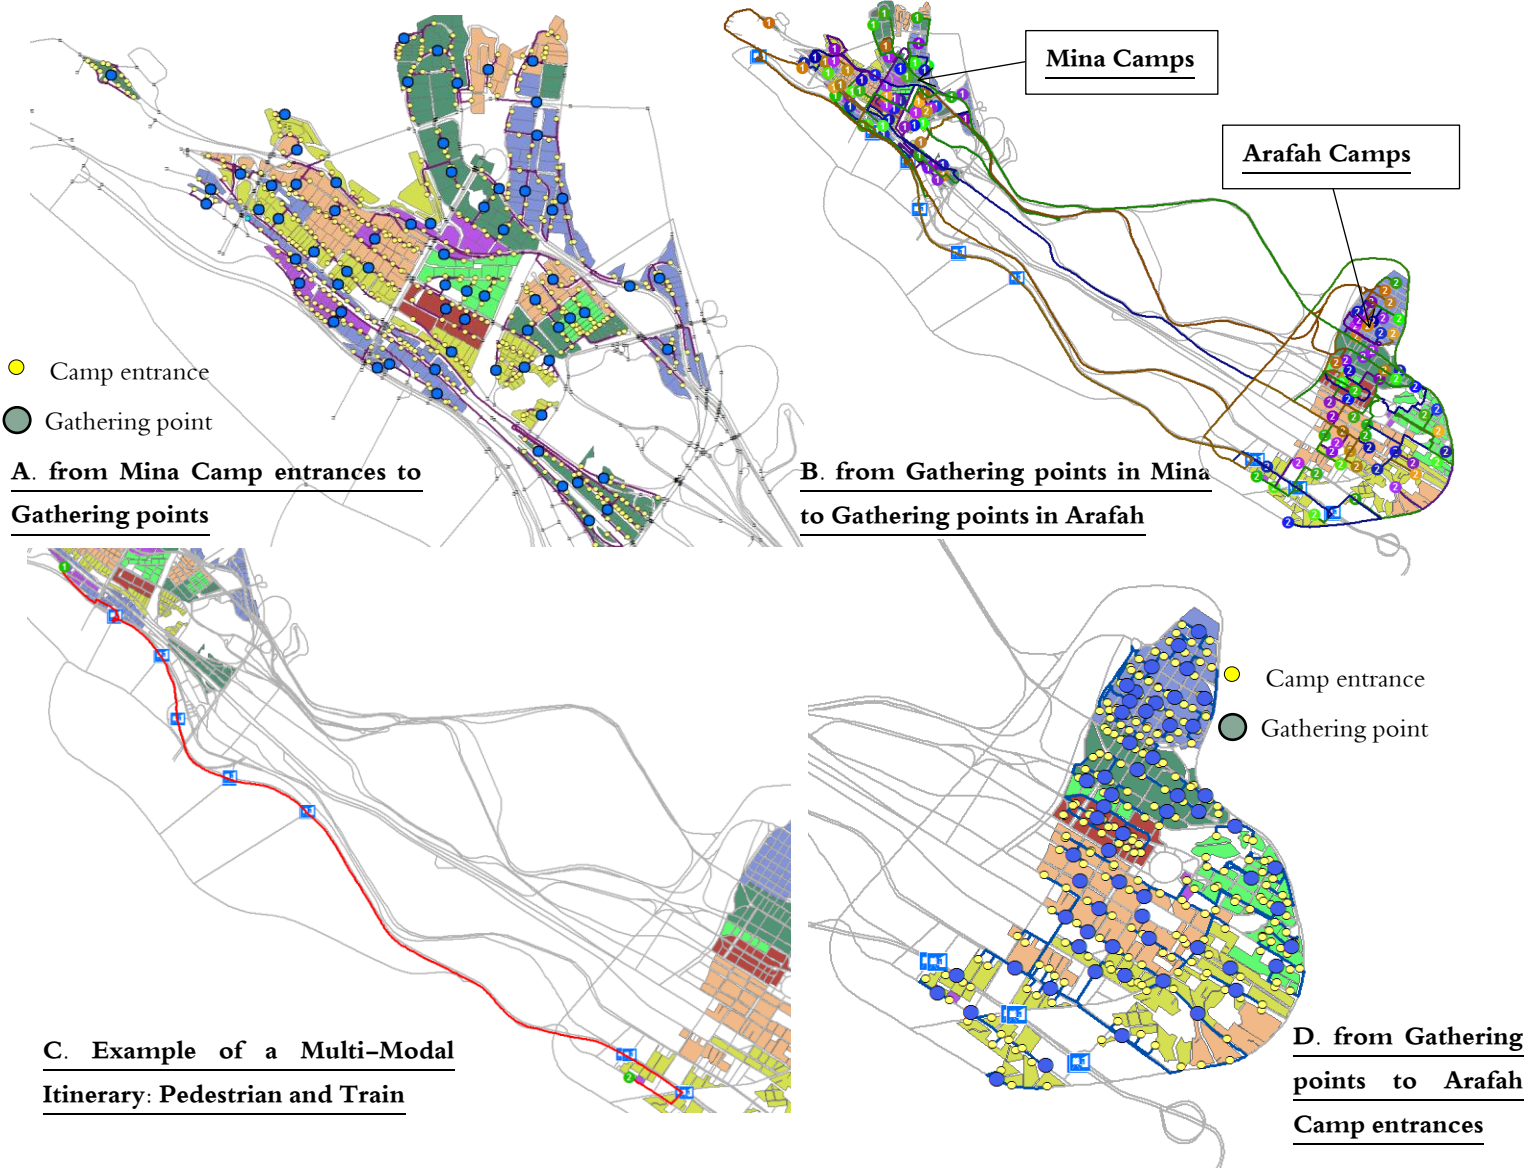 Mina Camps
Arafah Camps
Camp entrance
Gathering point
A. from Mina Camp entrances to
Gathering points
B. from Gathering points in Mina
to Gathering points in Arafah
Camp entrance
Gathering point
C. Example of a Multi-Modal
Itinerary: Pedestrian and Train
D. from Gathering
points to Arafah
Camp entrances